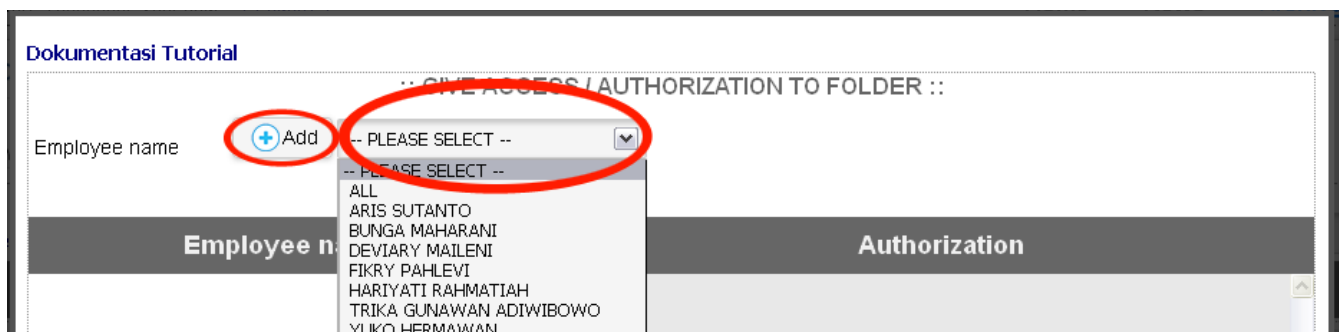 Dokumentasi Tutorial
:: GIVE ACCESS / AUTHORIZATION TO FOLDER ::
Employee name
Add
-- PLEASE SELECT --
-- PLEASE SELECT --
ALL
ARIS SUTANTO
BUNGA MAHARANI
DEVIARY MAILENI
FIKRY PAHLEVI
HARIYATI RAHMATIAH
TRIKA GUNAWAN ADIWIBOWO
YUKO HERMAWAN
Employee n
Authorization